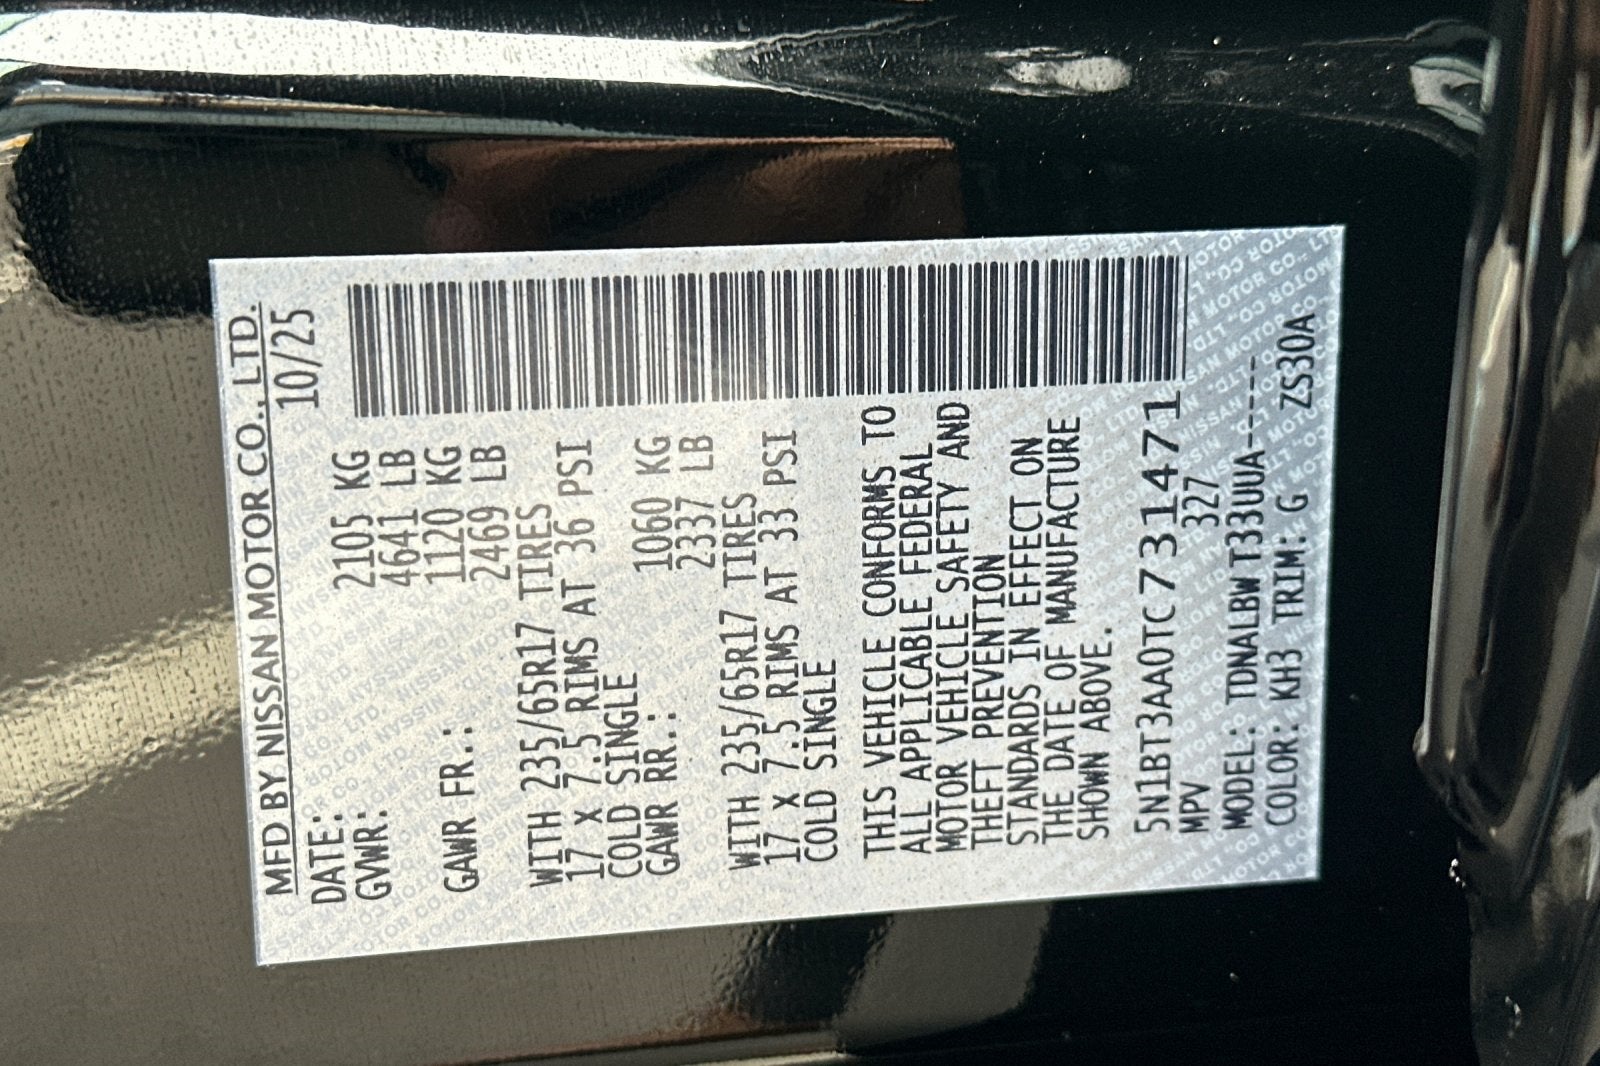 MFD BY NISSAN MOTOR CO., LTD.
DATE: 10/25
GVWR: 2105 KG
4641 LB
GAWR FR.: 1120 KG
2469 LB
WITH 235/65R17 TIRES
17 X 7.5 RIMS AT 36 PSI
COLD SINGLE
GAWR RR.: 1060 KG
2337 LB
WITH 235/65R17 TIRES
17 X 7.5 RIMS AT 33 PSI
COLD SINGLE
THIS VEHICLE CONFORMS TO
ALL APPLICABLE FEDERAL
MOTOR VEHICLE SAFETY AND
THEFT PREVENTION
STANDARDS IN EFFECT ON
THE DATE OF MANUFACTURE
SHOWN ABOVE.
5N1BT3AA0TC731471
MPV 327
MODEL: TDNALBW T33UUA-----
COLOR: KH3 TRIM: G ZS30A